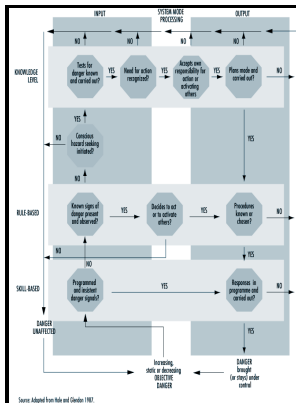 INPUT
SYSTEM MODE
PROCESSING
OUTPUT
NO
NO
NO
NO
KNOWLEDGE
LEVEL
Tests for
danger known
and carried out?
YES
Need for action
recognized?
YES
Accepts own
responsibility for
action or
activating
others
YES
Plans made and
carried out?
NO
YES
NO
Conscious
hazard seeking
initiated?
YES
NO
RULE-BASED
Known signs of
danger present
and observed?
YES
Decides to act
or to activate
others?
YES
Procedures
known or
chosen?
NO
NO
YES
SKILL-BASED
Programmed
and insistent
danger signals?
YES
Responses in
programme and
carried out?
NO
DANGER
UNAFFECTED
YES
Increasing,
static or decreasing
OBJECTIVE
DANGER
DANGER
brought
(or stays) under
control
Source: Adapted from Hale and Glendon 1987.